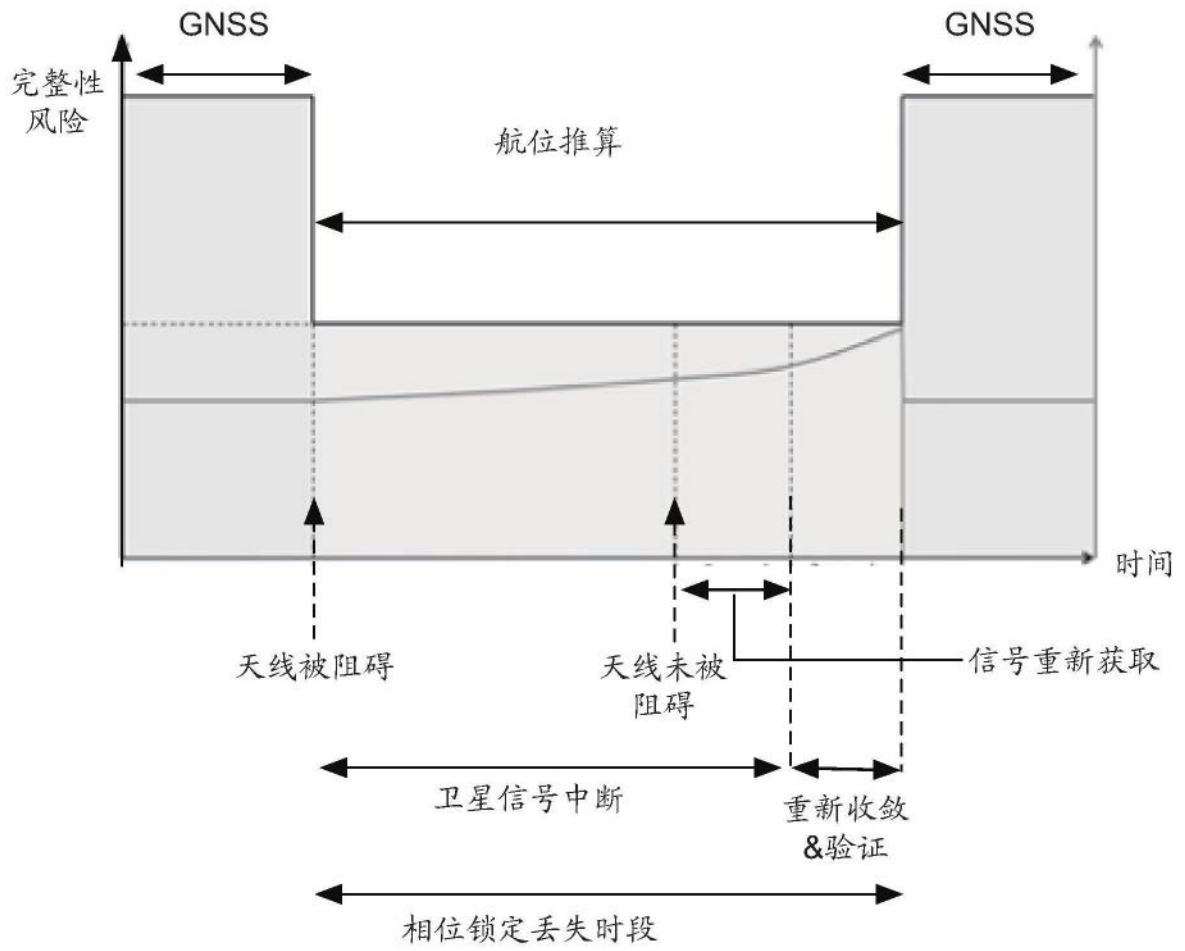 GNSS
GNSS
完整性
风险
航位推算
时间
天线被阻碍
天线未被
阻碍
信号重新获取
卫星信号中断
重新收敛
&验证
相位锁定丢失时段